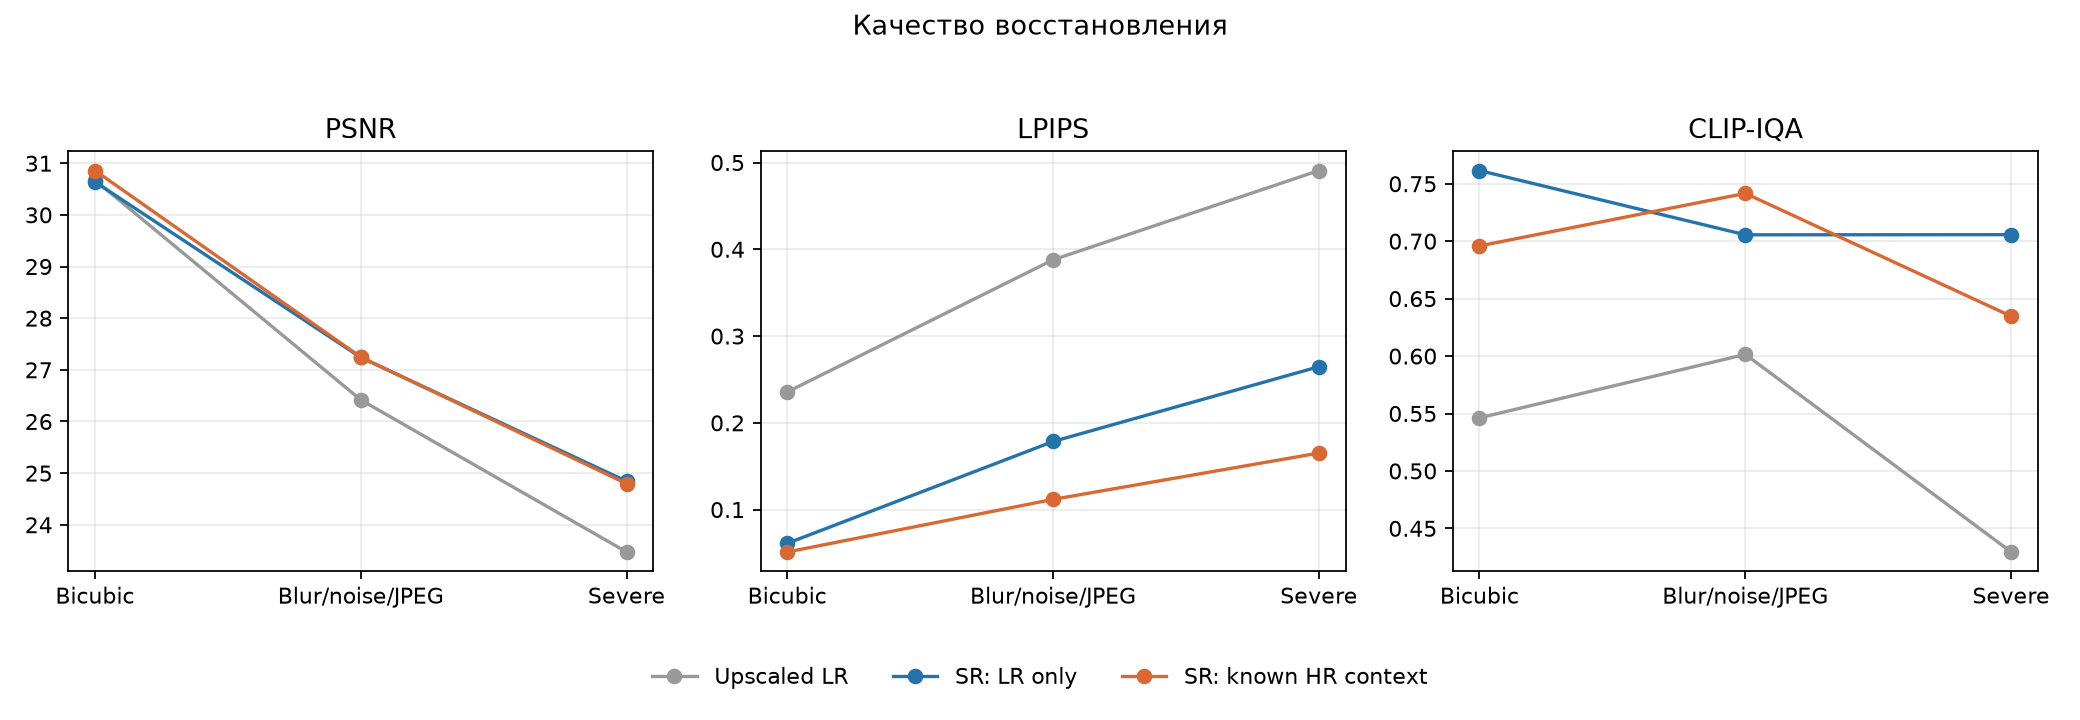 Качество восстановления
PSNR
31
30
29
28
27
26
25
24
Bicubic
Blur/noise/JPEG
Severe
LPIPS
0.5
0.4
0.3
0.2
0.1
Bicubic
Blur/noise/JPEG
Severe
CLIP-IQA
0.75
0.70
0.65
0.60
0.55
0.50
0.45
Bicubic
Blur/noise/JPEG
Severe
Upscaled LR
SR: LR only
SR: known HR context